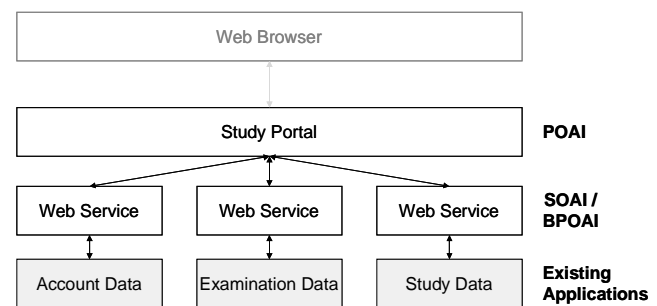 Web Browser
Study Portal
POAI
Web Service
Web Service
Web Service
SOAI /
BPOAI
Account Data
Examination Data
Study Data
Existing
Applications